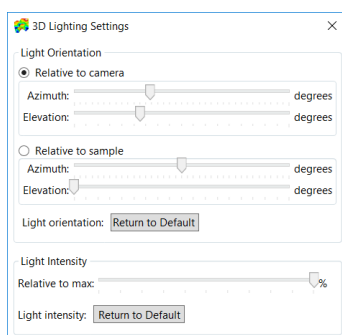 3D Lighting Settings
Light Orientation
Relative to camera
Azimuth: degrees
Elevation: degrees
Relative to sample
Azimuth: degrees
Elevation: degrees
Light orientation: Return to Default
Light Intensity
Relative to max: %
Light intensity: Return to Default